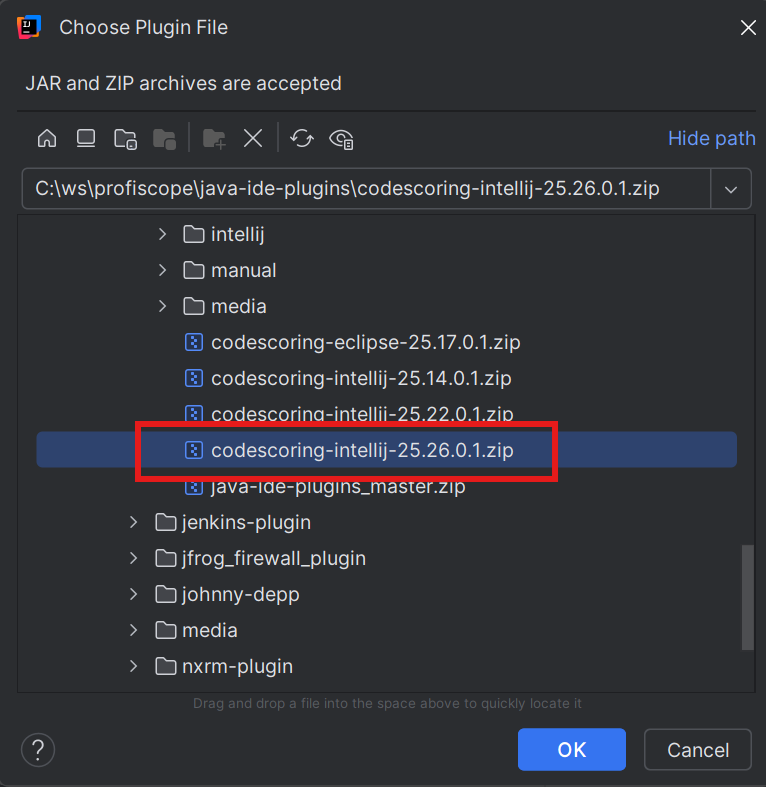 Choose Plugin File
JAR and ZIP archives are accepted
Hide path
C:\ws\profiscope\java-ide-plugins\codescoring-intellij-25.26.0.1.zip
intellij
manual
media
codescoring-eclipse-25.17.0.1.zip
codescoring-intellij-25.14.0.1.zip
codescoring-intellij-25.22.0.1.zip
codescoring-intellij-25.26.0.1.zip
java-ide-plugins_master.zip
jenkins-plugin
jfrog_firewall_plugin
johnny-depp
media
nxrm-plugin
Drag and drop a file into the space above to quickly locate it
? OK Cancel